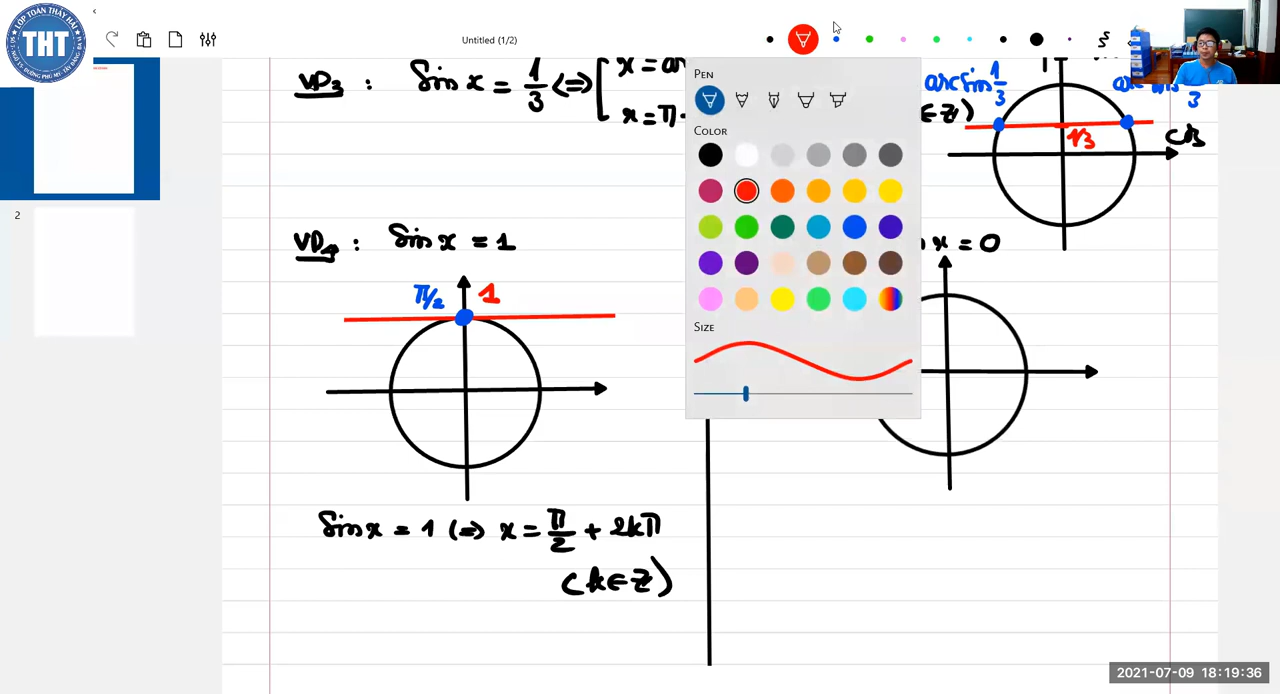 LỚP TOÁN THẦY HẢI
THT
Untitled (1/2)
VD3 : Sin x = 1/3 ⇔ [ x = ar
x = π
∈ Z)
arcsin 1/3
3
1/3
cos
PEN
COLOR
SIZE
2
VD4 : Sin x = 1
x = 0
π/2 1
Sin x = 1 ⇔ x = π/2 + 2kπ
(k ∈ Z)
2021-07-09 18:19:36